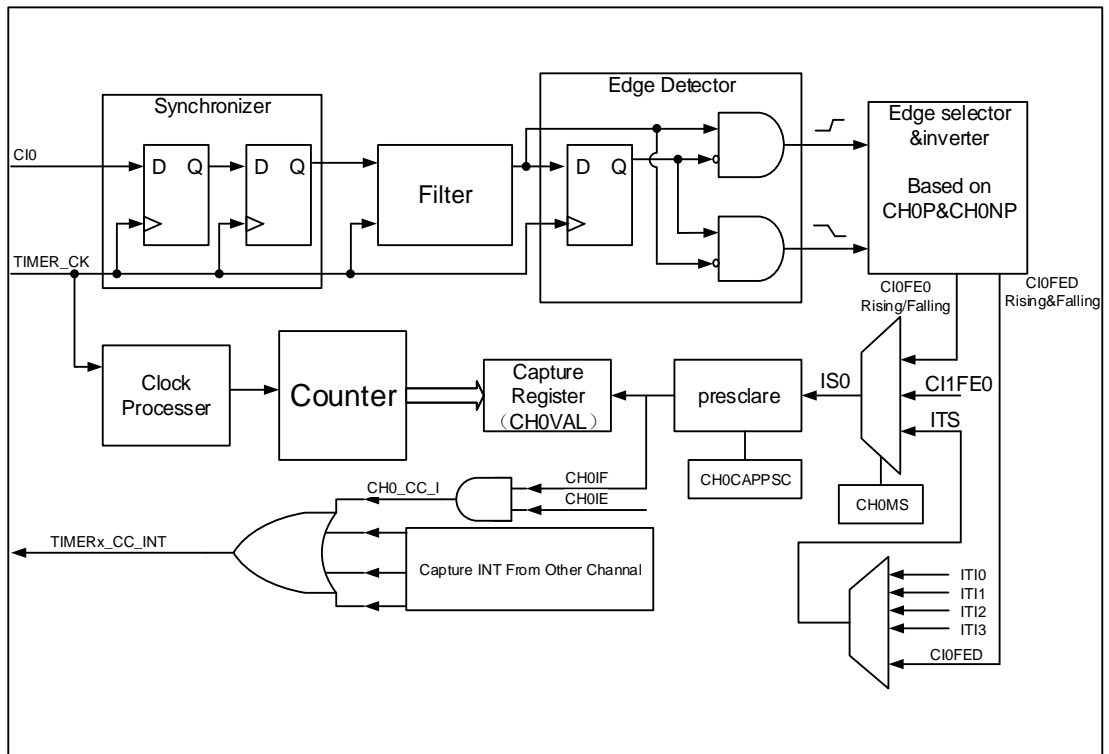 Synchronizer
Edge Detector
Edge selector
&inverter
Based on
CH0P&CH0NP
CI0
D
Q
D
Q
Filter
D
Q
TIMER_CK
CI0FE0
Rising/Falling
CI0FED
Rising&Falling
Clock
Processer
Counter
Capture
Register
（CH0VAL）
presclare
IS0
CI1FE0
ITS
CH0CAPPSC
CH0MS
CH0_CC_I
CH0IF
CH0IE
TIMERx_CC_INT
Capture INT From Other Channel
ITI0
ITI1
ITI2
ITI3
CI0FED